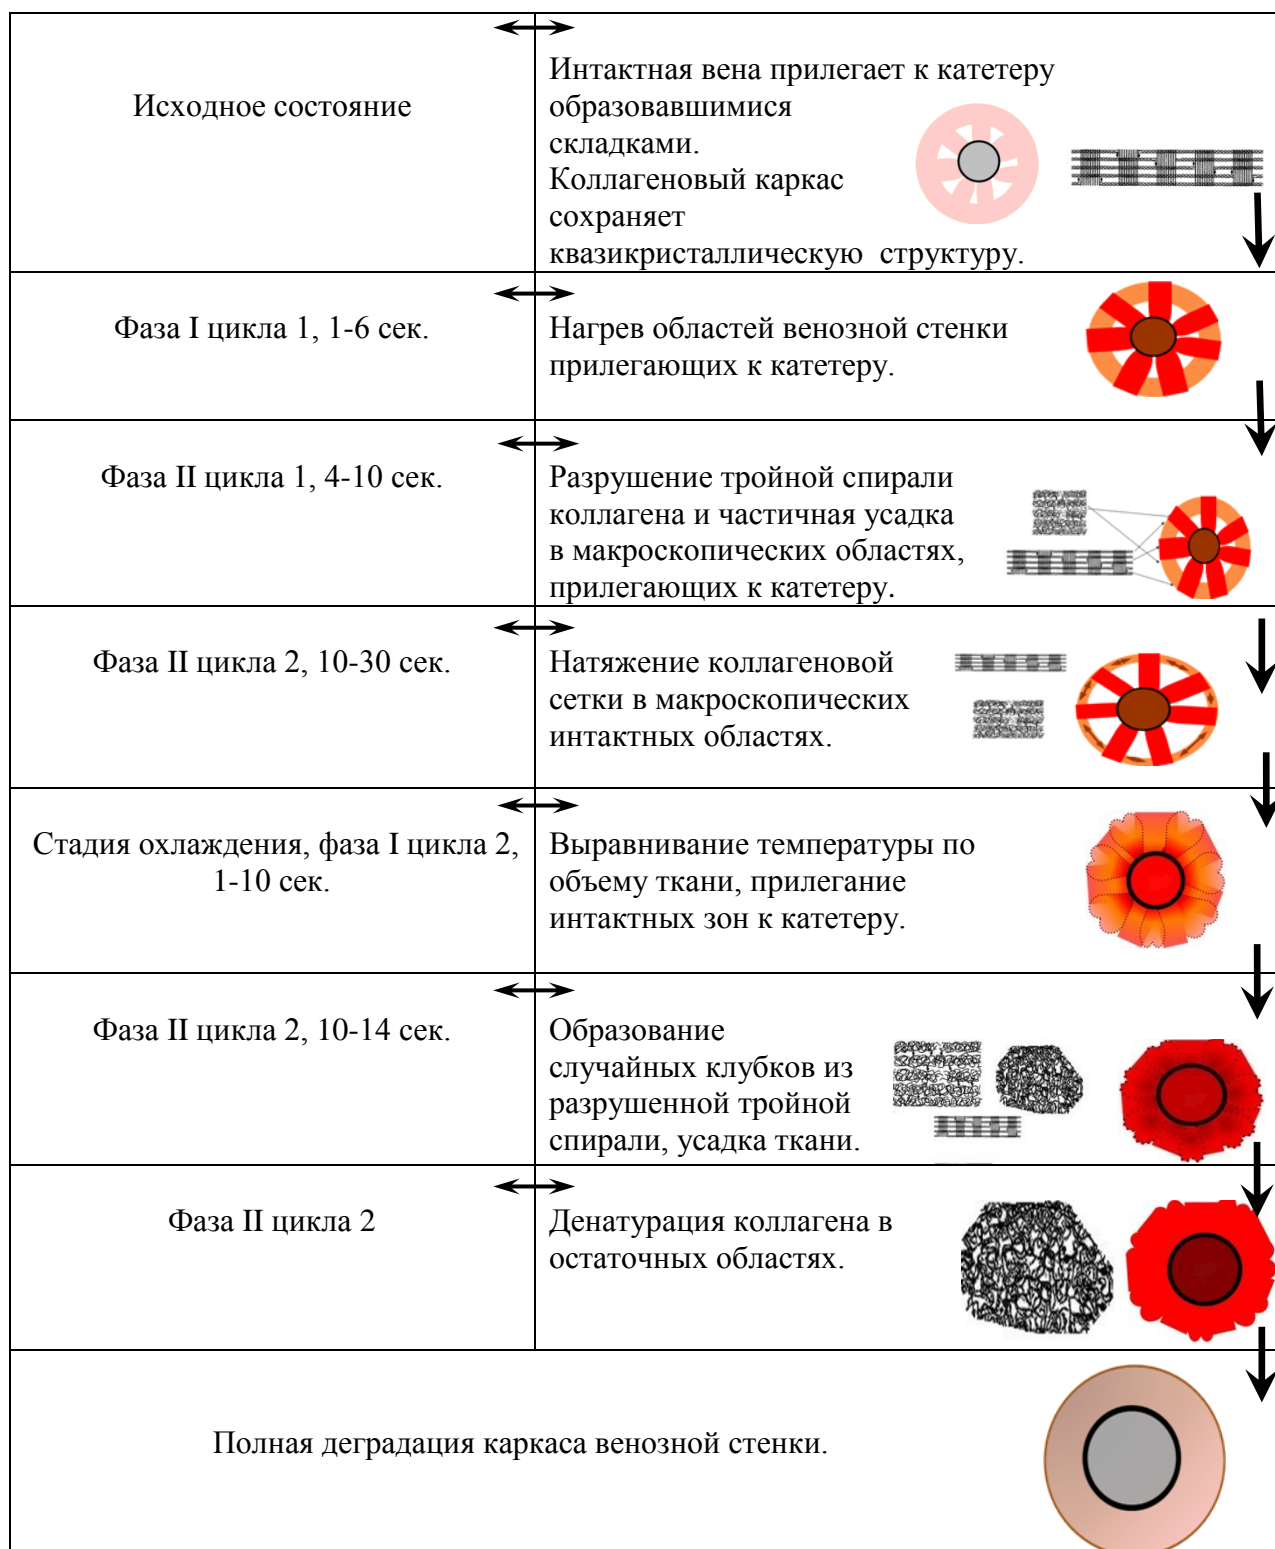 Исходное состояние
Интактная вена прилегает к катетеру
образовавшимися
складками.
Коллагеновый каркас
сохраняет
квазикристаллическую структуру.
Фаза I цикла 1, 1-6 сек.
Нагрев областей венозной стенки
прилегающих к катетеру.
Фаза II цикла 1, 4-10 сек.
Разрушение тройной спирали
коллагена и частичная усадка
в макроскопических областях,
прилегающих к катетеру.
Фаза II цикла 2, 10-30 сек.
Натяжение коллагеновой
сетки в макроскопических
интактных областях.
Стадия охлаждения, фаза I цикла 2,
1-10 сек.
Выравнивание температуры по
объему ткани, прилегание
интактных зон к катетеру.
Фаза II цикла 2, 10-14 сек.
Образование
случайных клубков из
разрушенной тройной
спирали, усадка ткани.
Фаза II цикла 2
Денатурация коллагена в
остаточных областях.
Полная деградация каркаса венозной стенки.